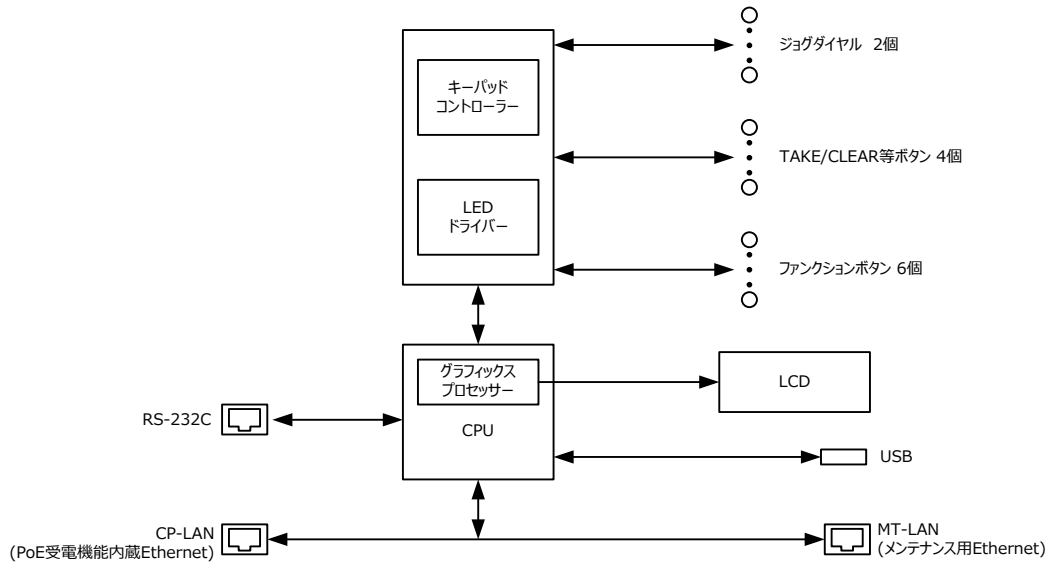 ジョグダイヤル 2個
キーパッド
コントローラー
TAKE/CLEAR等ボタン 4個
LED
ドライバー
ファンクションボタン 6個
グラフィックス
プロセッサー
LCD
RS-232C
CPU
USB
CP-LAN
(PoE受電機能内蔵Ethernet)
MT-LAN
(メンテナンス用Ethernet)